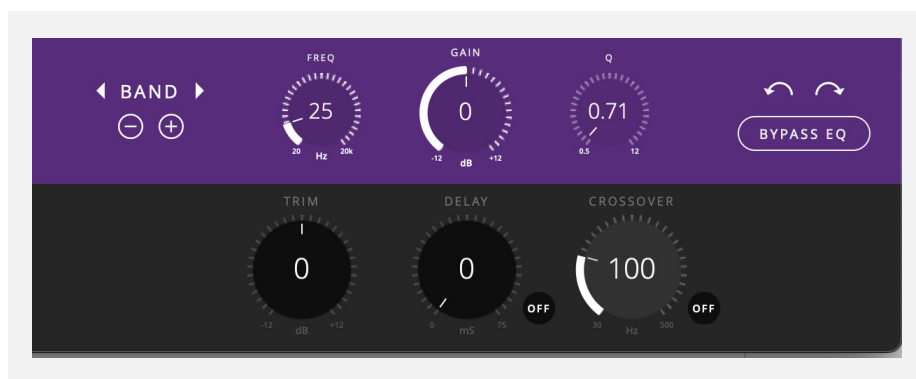 FREQ
GAIN
Q
BAND
25
0
0.71
20
Hz
20k
-12
dB
+12
0.5
12
BYPASS EQ
TRIM
DELAY
CROSSOVER
0
0
100
OFF
OFF
-12
dB
+12
0
mS
75
30
Hz
500